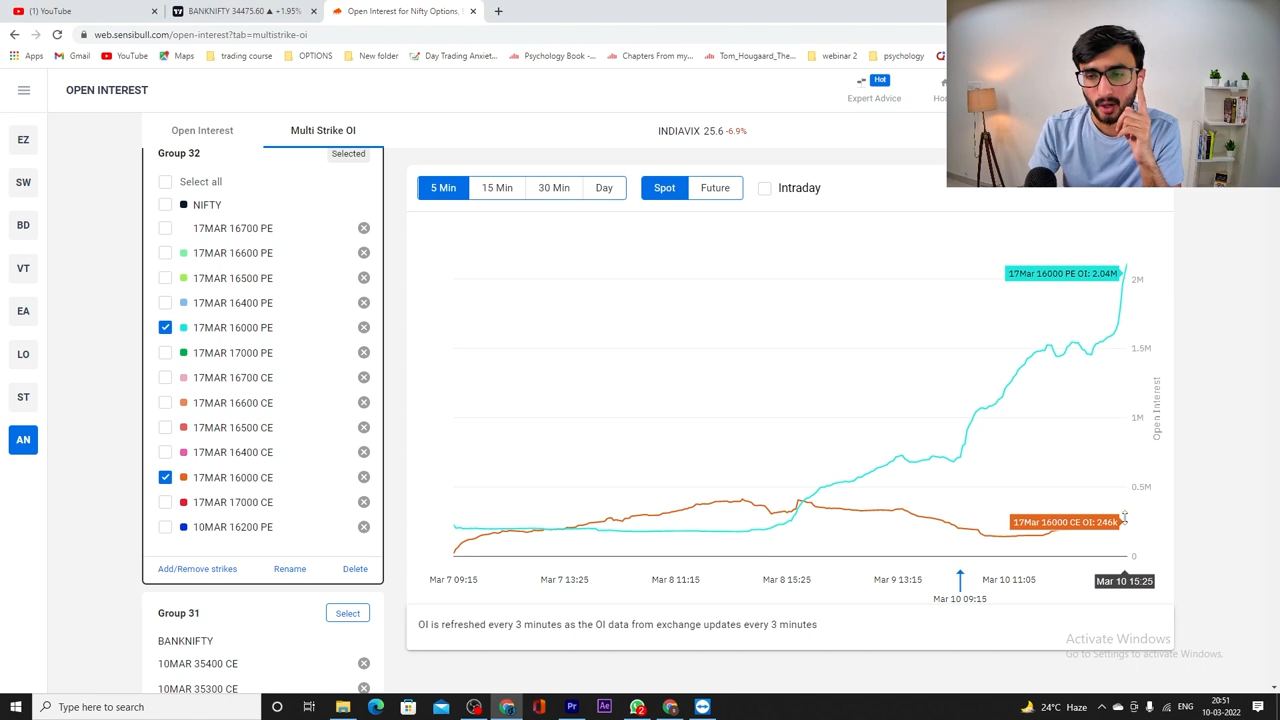 (1) YouTube
BANKNIFTY 34475.60 ▲ +1.95%
Open Interest for Nifty Options,
web.sensibull.com/open-interest?tab=multistrike-oi
Apps
Gmail
YouTube
Maps
trading course
OPTIONS
New folder
Day Trading Anxiet...
Psychology Book –...
Chapters From my...
Tom_Hougaard_The...
webinar 2
psychology
OPEN INTEREST
Hot
Expert Advice
EZ
SW
BD
VT
EA
LO
ST
AN
Open Interest
Multi Strike OI
INDIAVIX 25.6 -6.9%
Group 32
Selected
Select all
NIFTY
17MAR 16700 PE
17MAR 16600 PE
17MAR 16500 PE
17MAR 16400 PE
17MAR 16000 PE
17MAR 17000 PE
17MAR 16700 CE
17MAR 16600 CE
17MAR 16500 CE
17MAR 16400 CE
17MAR 16000 CE
17MAR 17000 CE
10MAR 16200 PE
Add/Remove strikes
Rename
Delete
Group 31
Select
BANKNIFTY
10MAR 35400 CE
10MAR 35300 CE
5 Min
15 Min
30 Min
Day
Spot
Future
Intraday
17Mar 16000 PE OI: 2.04M
2M
1.5M
1M
0.5M
0
Open Interest
17Mar 16000 CE OI: 246k
Mar 7 09:15
Mar 7 13:25
Mar 8 11:15
Mar 8 15:25
Mar 9 13:15
Mar 10 11:05
Mar 10 15:25
Mar 10 09:15
OI is refreshed every 3 minutes as the OI data from exchange updates every 3 minutes
Activate Windows
Go to Settings to activate Windows.
Type here to search
Pr
Ae
2
24°C Haze
ENG
20:51
10-03-2022